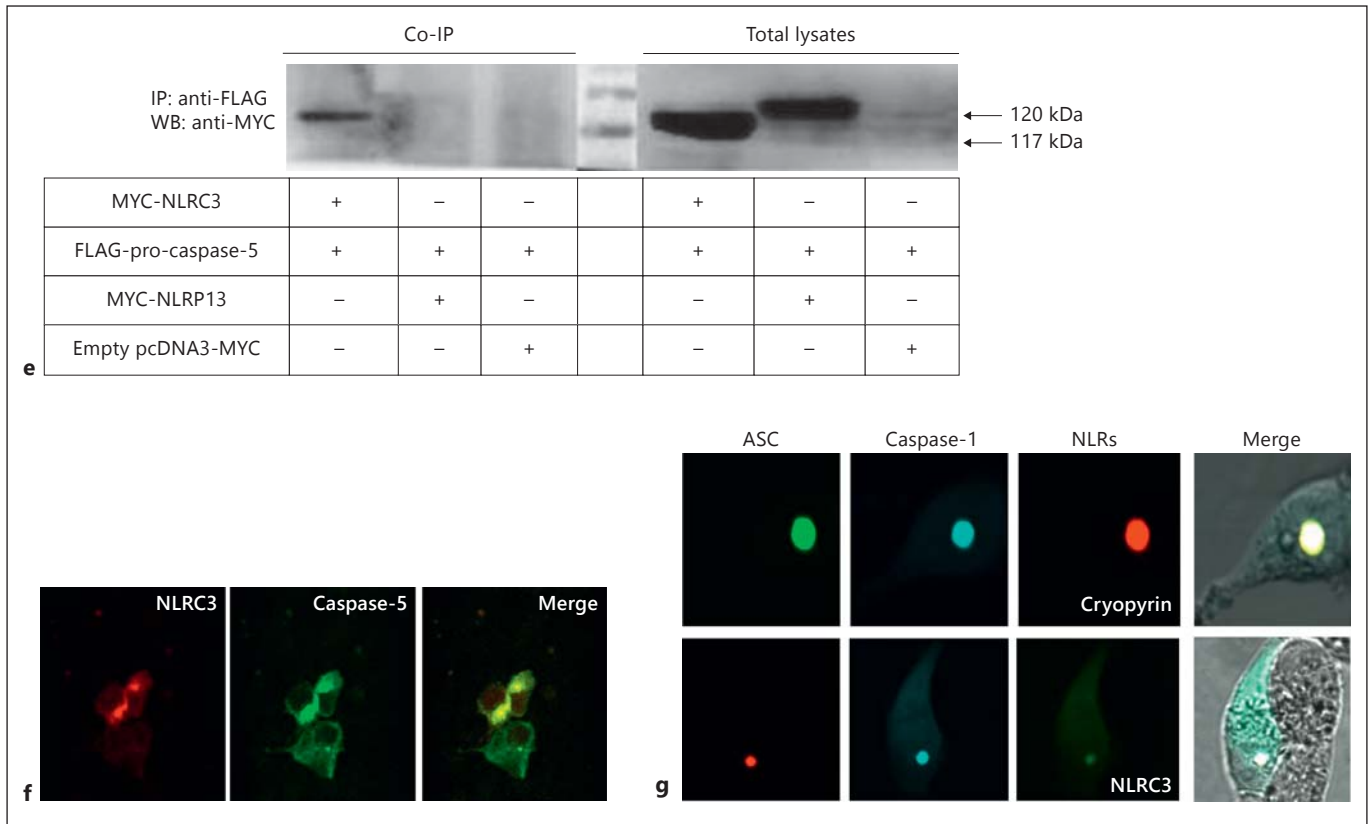 Co-IP Total lysates
IP: anti-FLAG
WB: anti-MYC
120 kDa
117 kDa
MYC-NLRC3 + – – + – –
FLAG-pro-caspase-5 + + + + + +
MYC-NLRP13 – + – – + –
Empty pcDNA3-MYC – – + – – +
e
ASC Caspase-1 NLRs Merge
Cryopyrin
NLRC3
g
NLRC3 Caspase-5 Merge
f